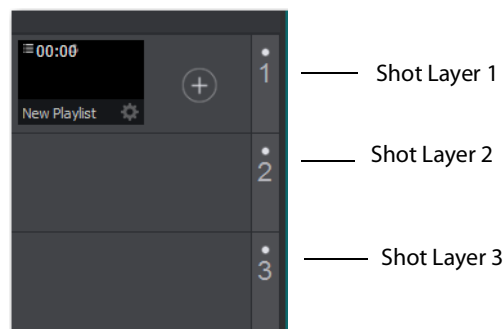 00:00
New Playlist
1
Shot Layer 1
2
Shot Layer 2
3
Shot Layer 3